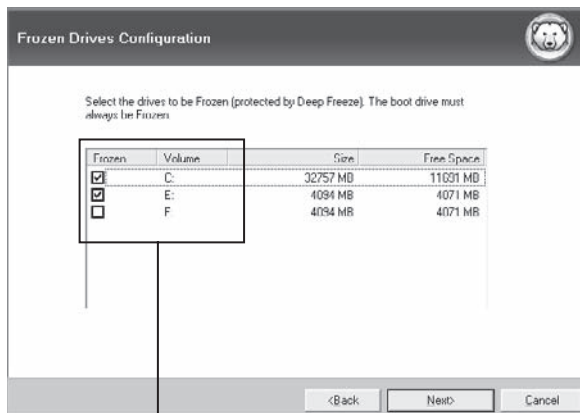 Frozen Drives Configuration
Select the drives to be Frozen (protected by Deep Freeze). The boot drive must
always be Frozen.
Frozen Volume Size Free Space
C: 32757 MB 11691 MB
E: 4094 MB 4071 MB
F 4094 MB 4071 MB
<Back Next> Cancel